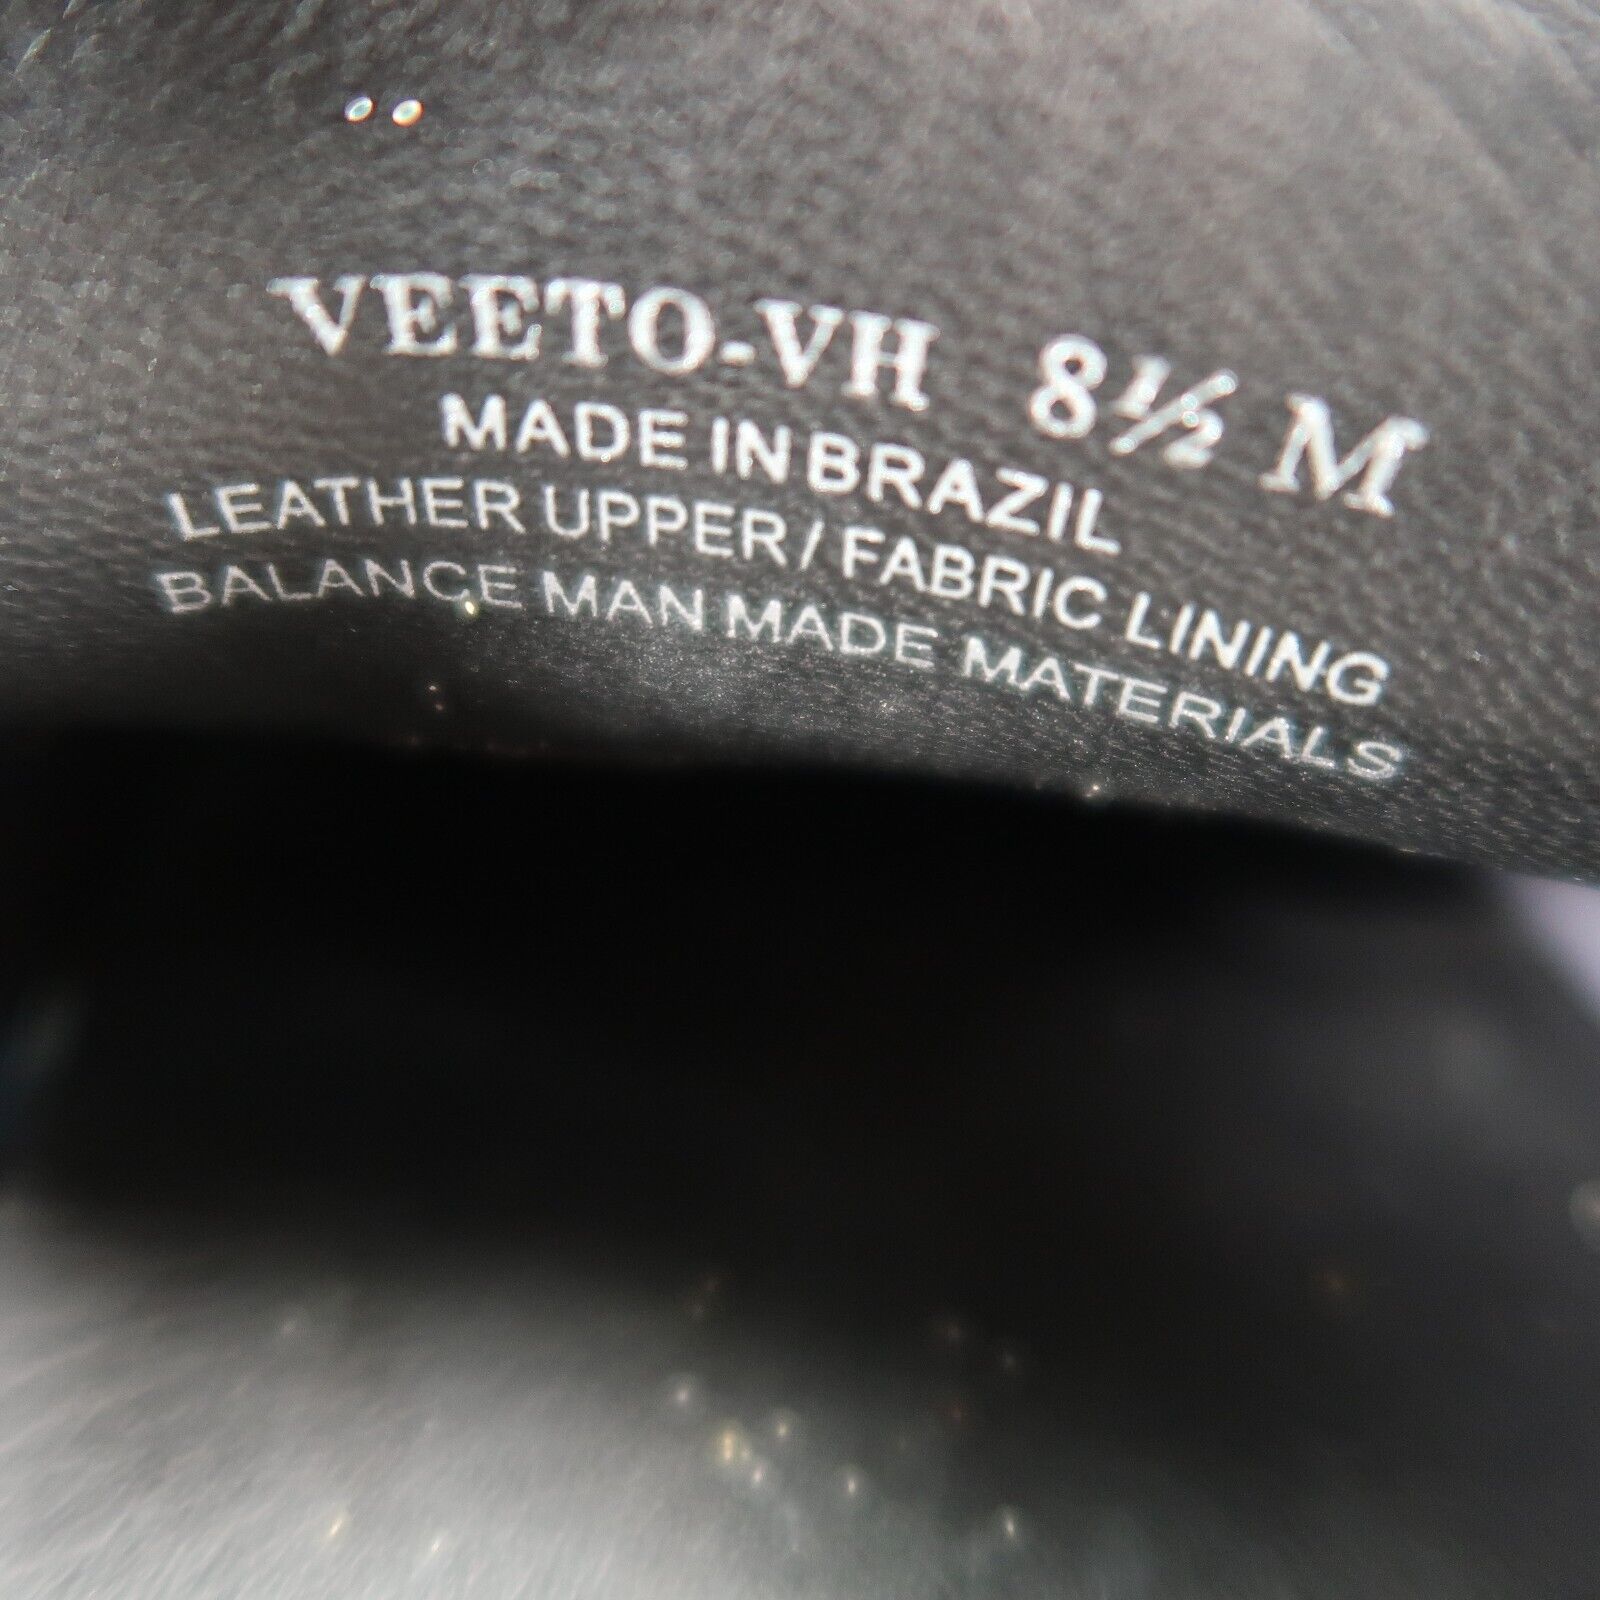 VEETO-VH 8½ M
MADE IN BRAZIL
LEATHER UPPER/ FABRIC LINING
BALANCE MAN MADE MATERIALS